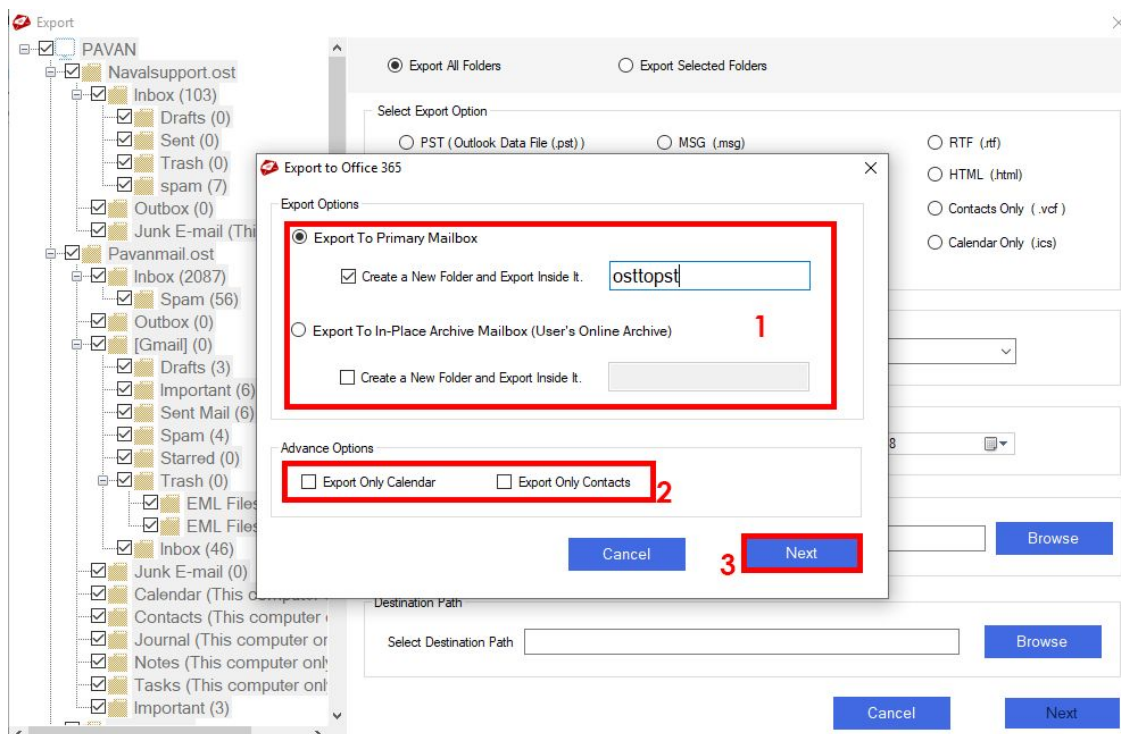 Export
PAVAN
Navalsupport.ost
Inbox (103)
Drafts (0)
Sent (0)
Trash (0)
spam (7)
Outbox (0)
Junk E-mail (Thi
Pavanmail.ost
Inbox (2087)
Spam (56)
Outbox (0)
[Gmail] (0)
Drafts (3)
Important (6)
Sent Mail (6)
Spam (4)
Starred (0)
Trash (0)
EML Files
EML Files
Inbox (46)
Junk E-mail (0)
Calendar (This
Contacts (This computer
Journal (This computer or
Notes (This computer only
Tasks (This computer onl
Important (3)
Export All Folders
Export Selected Folders
Select Export Option
PST ( Outlook Data File (.pst) )
MSG (.msg)
RTF (.rtf)
HTML (.html)
Contacts Only ( .vcf )
Calendar Only (.ics)
Export to Office 365
Export Options
Export To Primary Mailbox
Create a New Folder and Export Inside It.
osttopst
1
Export To In-Place Archive Mailbox (User's Online Archive)
Create a New Folder and Export Inside It.
Advance Options
Export Only Calendar
Export Only Contacts
2
Cancel
3
Next
8
Browse
Destination Path
Select Destination Path
Browse
Cancel
Next